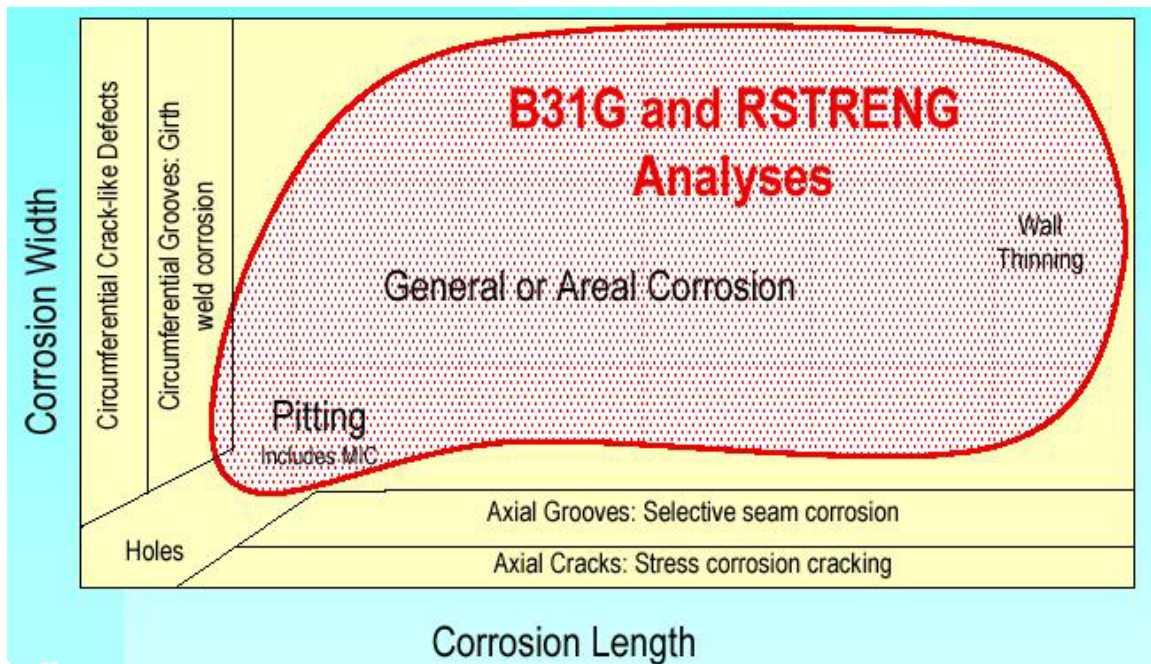 B31G and RSTRENG
Analyses
Wall
Thinning
General or Areal Corrosion
Pitting
Includes MIC
Corrosion Width
Circumferential Crack-like Defects
Circumferential Grooves: Girth
weld corrosion
Axial Grooves: Selective seam corrosion
Holes
Axial Cracks: Stress corrosion cracking
Corrosion Length